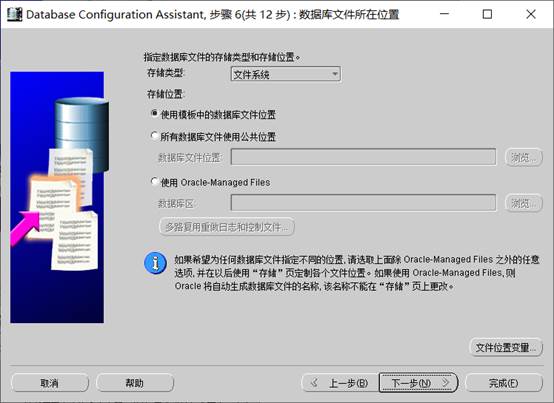 Database Configuration Assistant, 步骤 6(共 12 步) : 数据库文件所在位置
指定数据库文件的存储类型和存储位置。
存储类型: 文件系统
存储位置:
使用模板中的数据库文件位置
所有数据库文件使用公共位置
数据库文件位置: 浏览...
使用 Oracle-Managed Files
数据库区: 浏览...
多路复用重做日志和控制文件...
如果希望为任何数据库文件指定不同的位置, 请选取上面除 Oracle-Managed Files 之外的任意
选项, 并在以后使用 "存储" 页定制各个文件位置。如果使用 Oracle-Managed Files, 则
Oracle 将自动生成数据库文件的名称, 该名称不能在 "存储" 页上更改。
文件位置变量...
取消 帮助 上一步(B) 下一步(N) 完成(F)